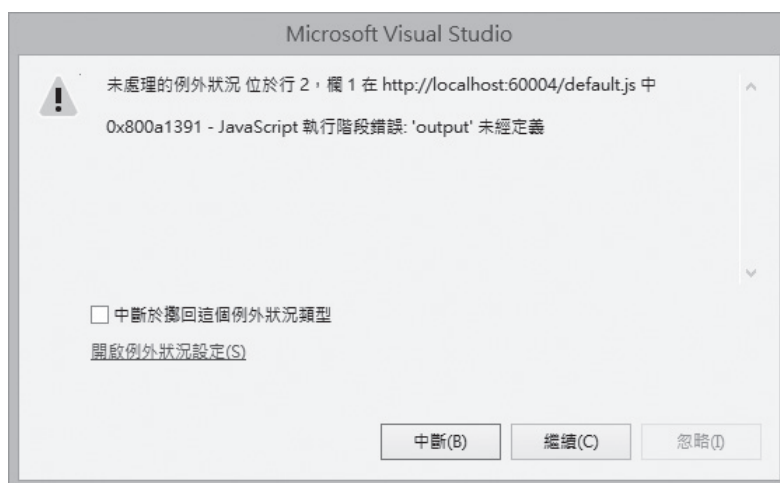 Microsoft Visual Studio
未處理的例外狀況 位於行 2，欄 1 在 http://localhost:60004/default.js 中
0x800a1391 - JavaScript 執行階段錯誤: 'output' 未經定義
中斷於擲回這個例外狀況類型
開啟例外狀況設定(S)
中斷(B)
繼續(C)
忽略(I)